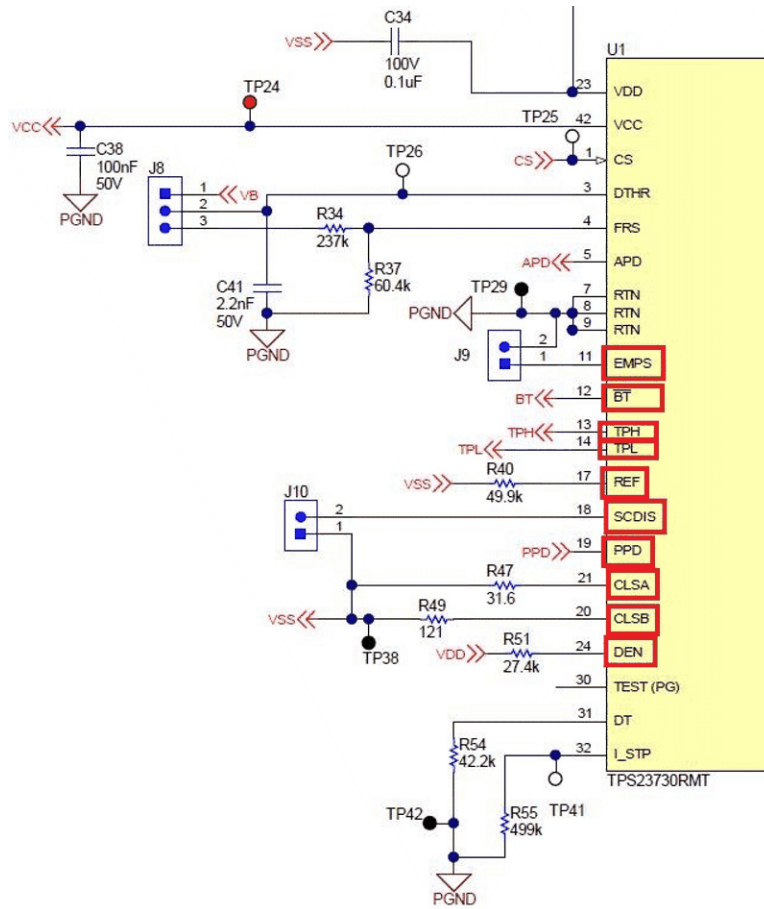 C34
VSS
100V
0.1uF
U1
TP24
23
VDD
VCC
42
VCC
C38
100nF
50V
TP25
CS
1
CS
J8
TP26
1
VB
2
3
DTHR
PGND
3
R34
237k
4
FRS
R37
60.4k
APD
5
APD
C41
2.2nF
50V
TP29
7
RTN
PGND
8
RTN
9
RTN
PGND
J9
2
1
11
EMPS
BT
12
BT
TPH
13
TPH
TPL
14
TPL
VSS
R40
49.9k
17
REF
J10
2
18
SCDIS
1
PPD
19
PPD
R47
31.6
21
CLSA
VSS
R49
121
20
CLSB
TP38
VDD
R51
27.4k
24
DEN
30
TEST (PG)
31
DT
R54
42.2k
32
I_STP
TP41
TPS23730RMT
TP42
R55
499k
PGND